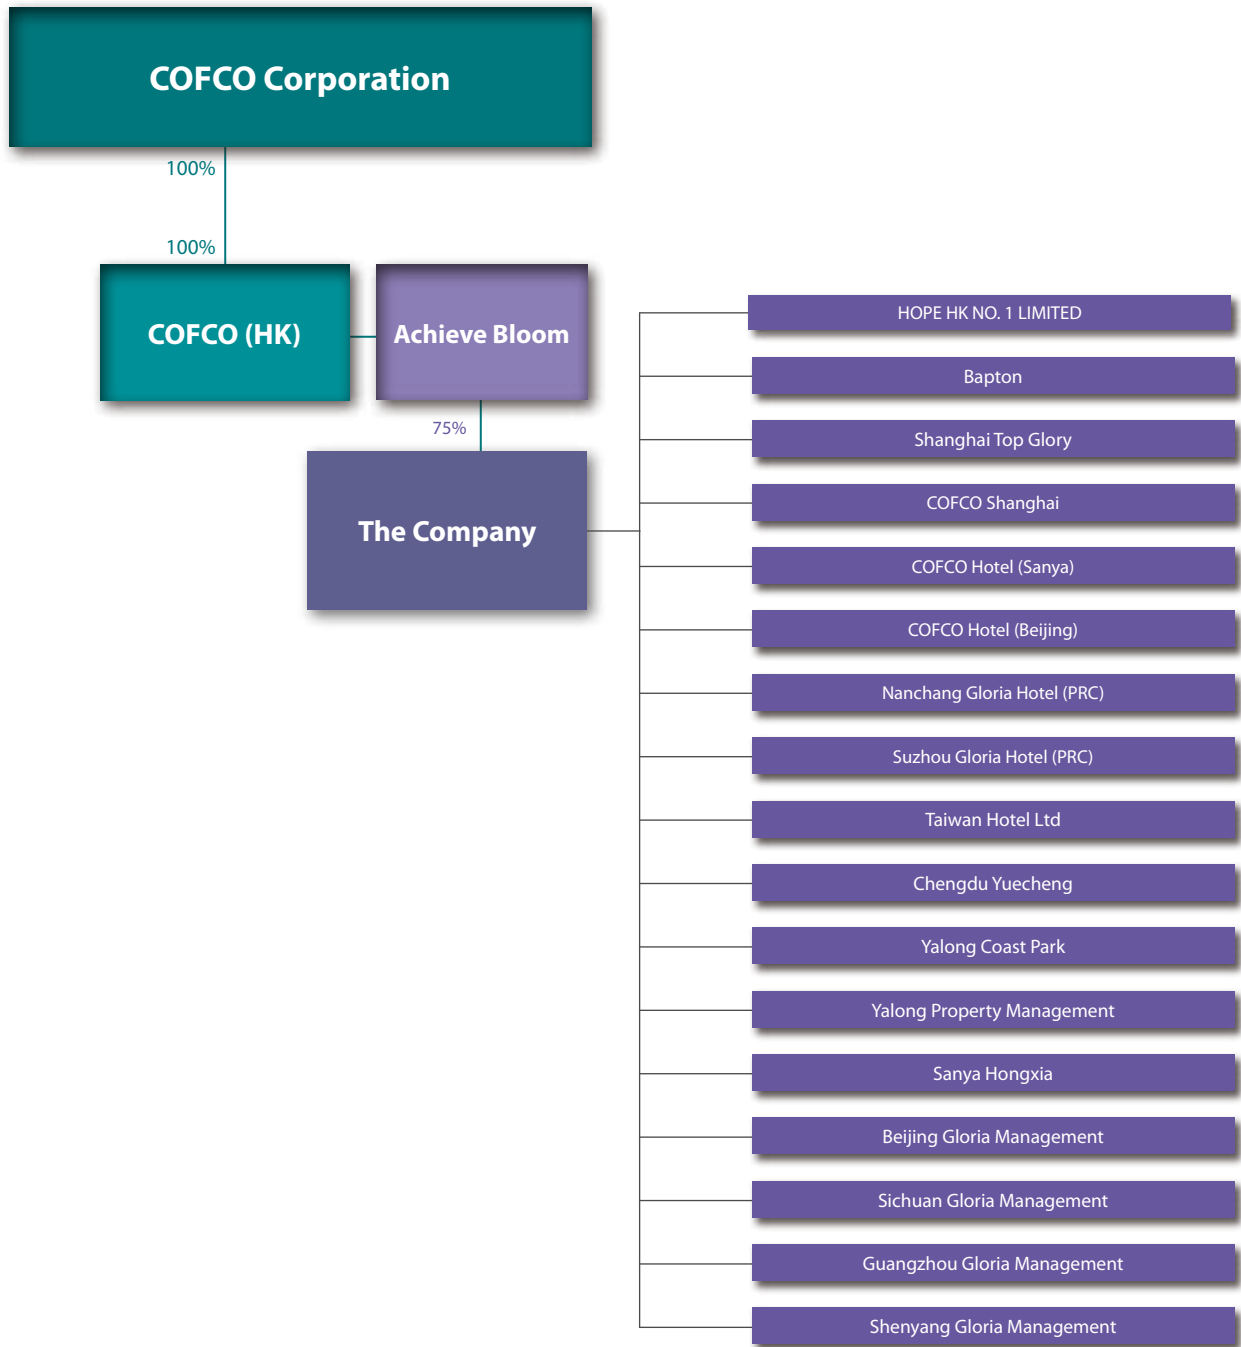 COFCO Corporation
100%
100%
COFCO (HK)
Achieve Bloom
75%
The Company
HOPE HK NO. 1 LIMITED
Bapton
Shanghai Top Glory
COFCO Shanghai
COFCO Hotel (Sanya)
COFCO Hotel (Beijing)
Nanchang Gloria Hotel (PRC)
Suzhou Gloria Hotel (PRC)
Taiwan Hotel Ltd
Chengdu Yuecheng
Yalong Coast Park
Yalong Property Management
Sanya Hongxia
Beijing Gloria Management
Sichuan Gloria Management
Guangzhou Gloria Management
Shenyang Gloria Management